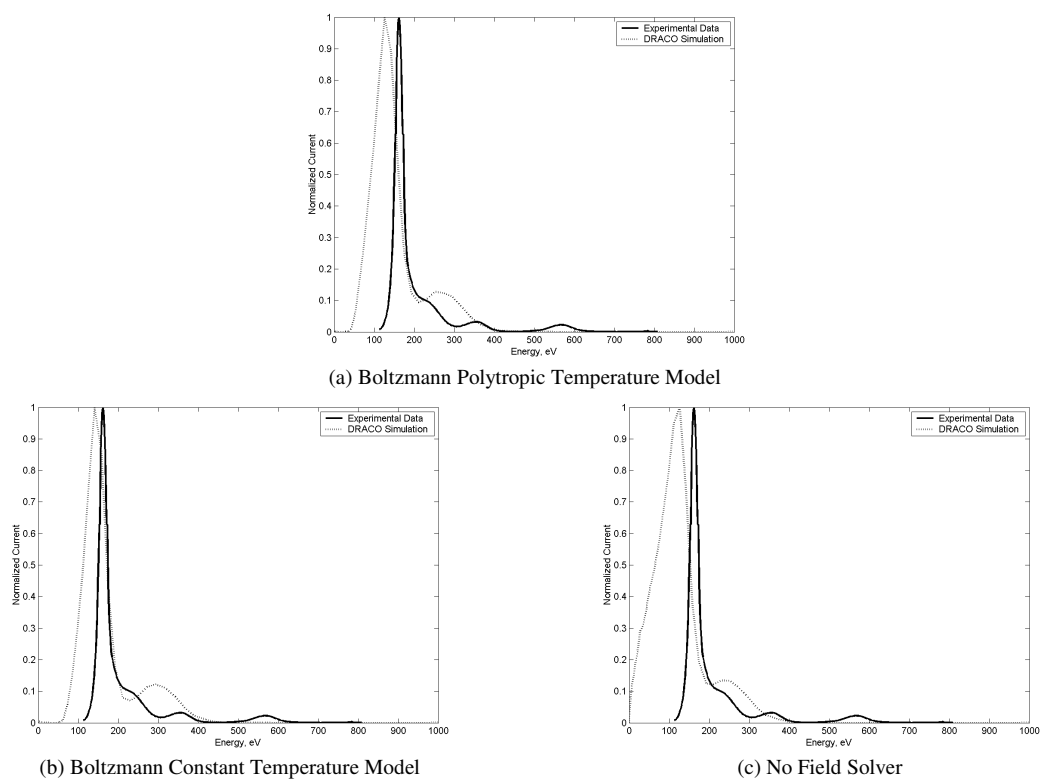 1
0.9
0.8
0.7
0.6
0.5
0.4
0.3
0.2
0.1
0
Normalized Current
Experimental Data
DRACO Simulation
0 100 200 300 400 500 600 700 800 900 1000
Energy, eV
(a) Boltzmann Polytropic Temperature Model
1
0.9
0.8
0.7
0.6
0.5
0.4
0.3
0.2
0.1
0
Normalized Current
Experimental Data
DRACO Simulation
0 100 200 300 400 500 600 700 800 900 1000
Energy, eV
(b) Boltzmann Constant Temperature Model
1
0.9
0.8
0.7
0.6
0.5
0.4
0.3
0.2
0.1
0
Normalized Current
Experimental Data
DRACO Simulation
0 100 200 300 400 500 600 700 800 900 1000
Energy, eV
(c) No Field Solver